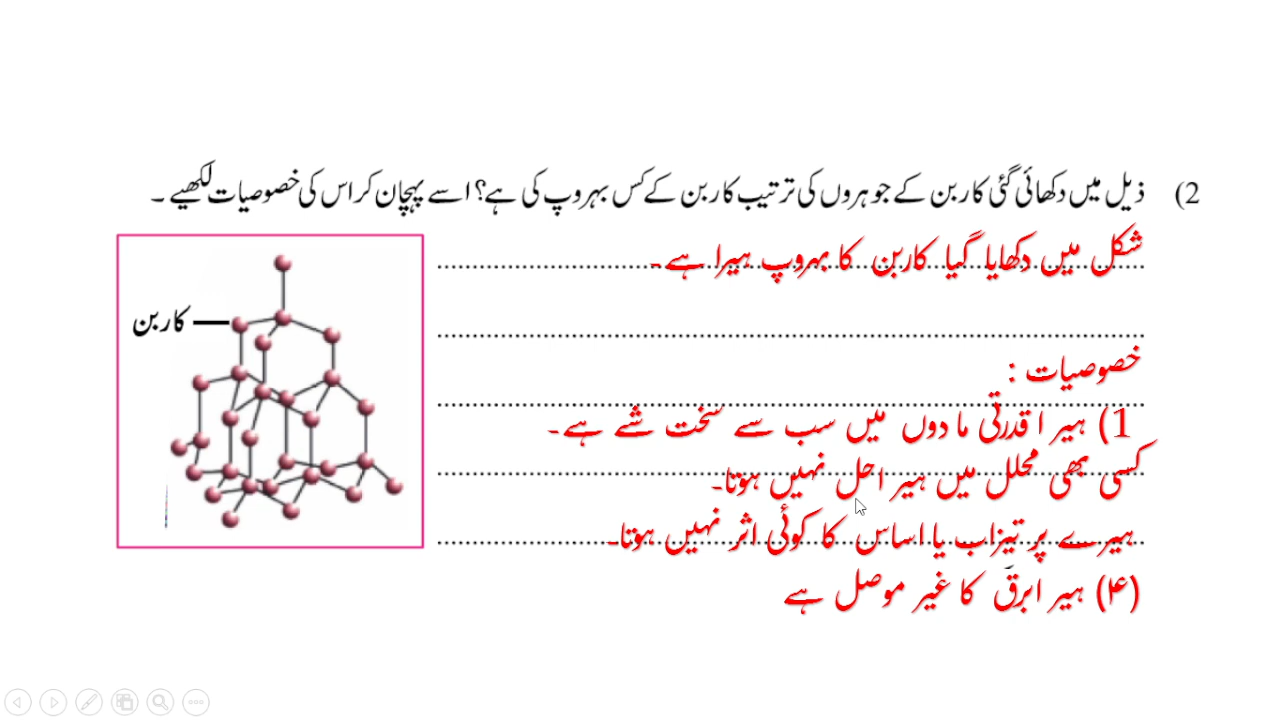 2) ذیل میں دکھائی گئی کاربن کے جوہروں کی ترتیب کاربن کے کس بہروپ کی ہے؟ اسے پہچان کر اس کی خصوصیات لکھیے ۔
شکل میں دکھایا گیا کاربن کا بہروپ ہیرا ہے۔
کاربن
خصوصیات :
1) ہیرا قدرتی مادوں میں سب سے سخت شے ہے۔
کسی بھی محلل میں ہیرا حل نہیں ہوتا۔
ہیرے پر تیزاب یا اساس کا کوئی اثر نہیں ہوتا۔
(۴) ہیرا برق کا غیر موصل ہے